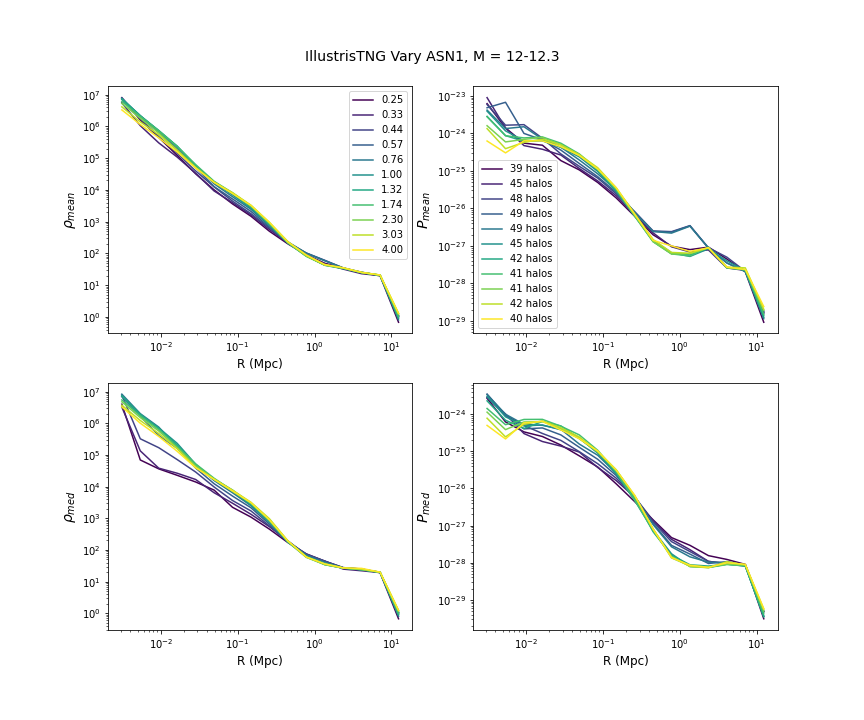 IllustrisTNG Vary ASN1, M = 12-12.3
10^7
10^6
10^5
10^4
10^3
10^2
10^1
10^0
ρ_mean
0.25
0.33
0.44
0.57
0.76
1.00
1.32
1.74
2.30
3.03
4.00
10^-2
10^-1
10^0
10^1
R (Mpc)
10^-23
10^-24
10^-25
10^-26
10^-27
10^-28
10^-29
P_mean
39 halos
45 halos
48 halos
49 halos
49 halos
45 halos
42 halos
41 halos
41 halos
42 halos
40 halos
10^-2
10^-1
10^0
10^1
R (Mpc)
10^7
10^6
10^5
10^4
10^3
10^2
10^1
10^0
ρ_med
10^-2
10^-1
10^0
10^1
R (Mpc)
10^-24
10^-25
10^-26
10^-27
10^-28
10^-29
P_med
10^-2
10^-1
10^0
10^1
R (Mpc)